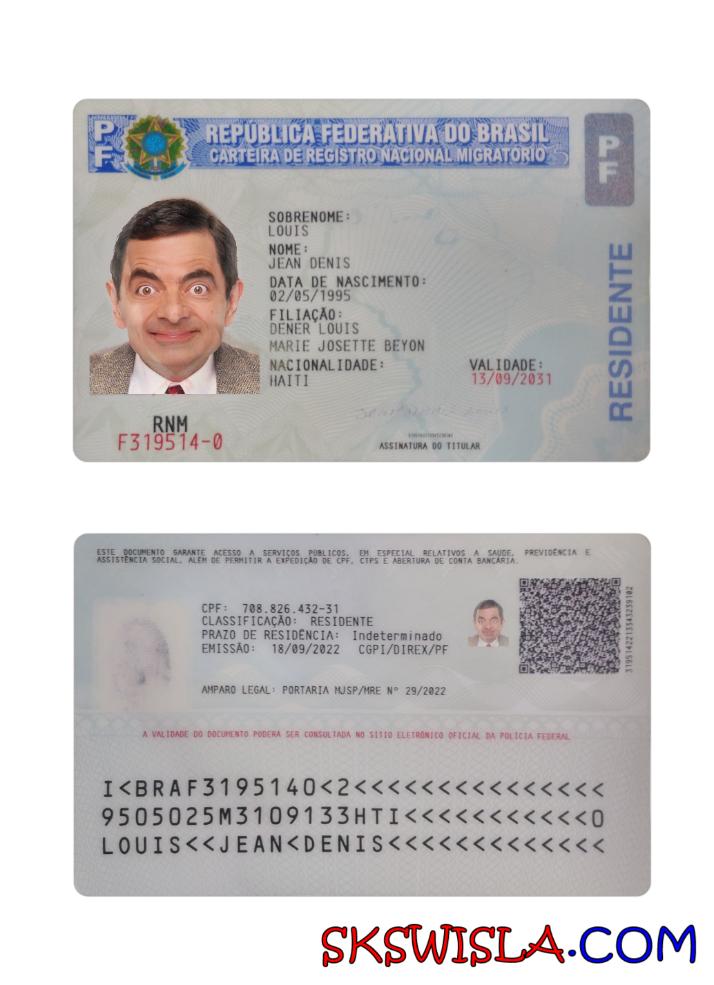 PF
REPÚBLICA FEDERATIVA DO BRASIL
CARTEIRA DE REGISTRO NACIONAL MIGRATÓRIO
PF
SOBRENOME:
LOUIS
NOME:
JEAN DENIS
DATA DE NASCIMENTO:
02/05/1995
FILIAÇÃO:
DENER LOUIS
MARIE JOSETTE BEYON
NACIONALIDADE:
HAITI
VALIDADE:
13/09/2031
RESIDENTE
RNM
F319514-0
ASSINATURA DO TITULAR
ESTE DOCUMENTO GARANTE ACESSO A SERVIÇOS PÚBLICOS, EM ESPECIAL RELATIVOS A SAÚDE, PREVIDÊNCIA E
ASSISTÊNCIA SOCIAL, ALÉM DE PERMITIR A EXPEDIÇÃO DE CPF, CTPS E ABERTURA DE CONTA BANCÁRIA.
CPF: 708.826.432-31
CLASSIFICAÇÃO: RESIDENTE
PRAZO DE RESIDÊNCIA: Indeterminado
EMISSÃO: 18/09/2022 CGPI/DIREX/PF
AMPARO LEGAL: PORTARIA MJSP/MRE Nº 29/2022
A VALIDADE DO DOCUMENTO PODERÁ SER CONSULTADA NO SÍTIO ELETRÔNICO OFICIAL DA POLÍCIA FEDERAL
I<BRAF3195140<2<<<<<<<<<<<<<<<
9505025M3109133HTI<<<<<<<<<<<0
LOUIS<<JEAN<DENIS<<<<<<<<<<<<<
SKSWISLA.COM